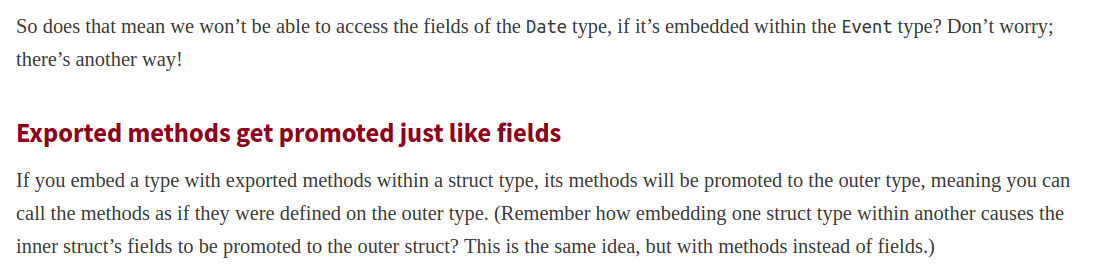 So does that mean we won’t be able to access the fields of the Date type, if it’s embedded within the Event type? Don’t worry;
there’s another way!
Exported methods get promoted just like fields
If you embed a type with exported methods within a struct type, its methods will be promoted to the outer type, meaning you can
call the methods as if they were defined on the outer type. (Remember how embedding one struct type within another causes the
inner struct’s fields to be promoted to the outer struct? This is the same idea, but with methods instead of fields.)